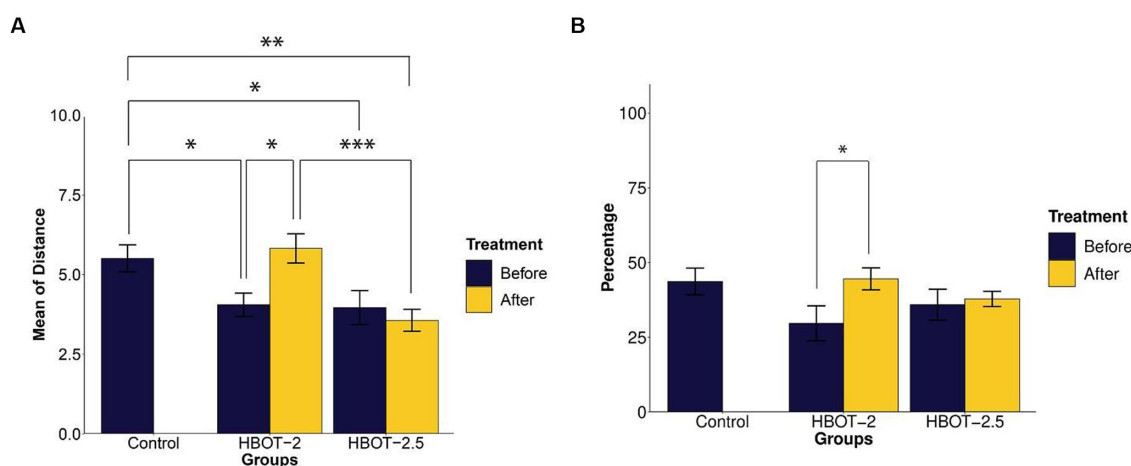 A
**
*
* * ***
10.0
7.5
5.0
2.5
0.0
Mean of Distance
Control HBOT-2 HBOT-2.5
Groups
Treatment
Before
After
B
*
100
75
50
25
0
Percentage
Control HBOT-2 HBOT-2.5
Groups
Treatment
Before
After